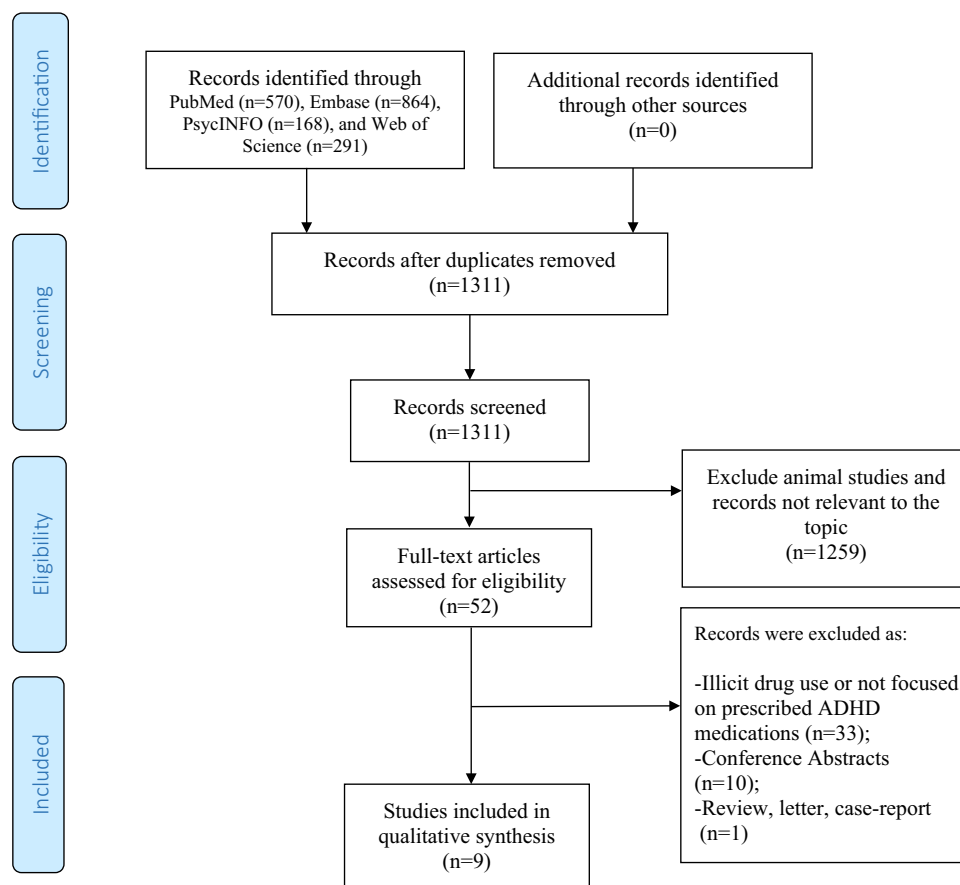 Identification
Records identified through
PubMed (n=570), Embase (n=864),
PsycINFO (n=168), and Web of
Science (n=291)
Additional records identified
through other sources
(n=0)
Screening
Records after duplicates removed
(n=1311)
Records screened
(n=1311)
Exclude animal studies and
records not relevant to the
topic
(n=1259)
Eligibility
Full-text articles
assessed for eligibility
(n=52)
Records were excluded as:
-Illicit drug use or not focused
on prescribed ADHD
medications (n=33);
-Conference Abstracts
(n=10);
-Review, letter, case-report
(n=1)
Included
Studies included in
qualitative synthesis
(n=9)